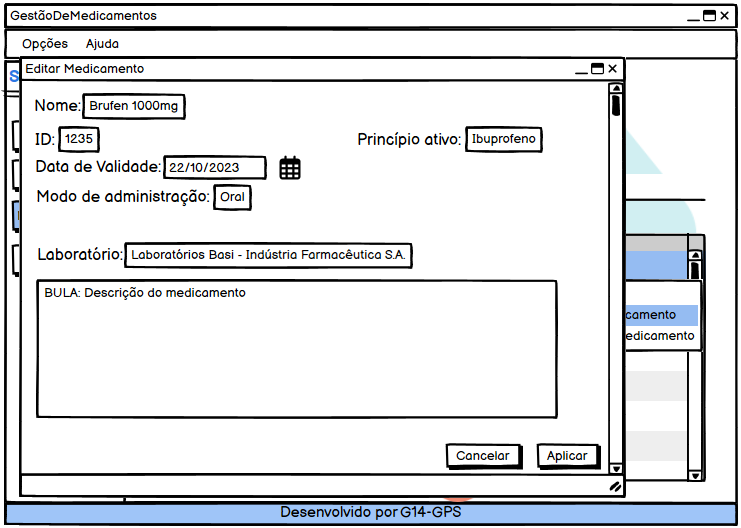 GestãoDeMedicamentos
Opções Ajuda
S
Editar Medicamento
Nome: Brufen 1000mg
ID: 1235 Princípio ativo: Ibuprofeno
Data de Validade: 22/10/2023
Modo de administração: Oral
Laboratório: Laboratórios Basi - Indústria Farmacêutica S.A.
BULA: Descrição do medicamento
camento
edicamento
Cancelar Aplicar
Desenvolvido por G14-GPS